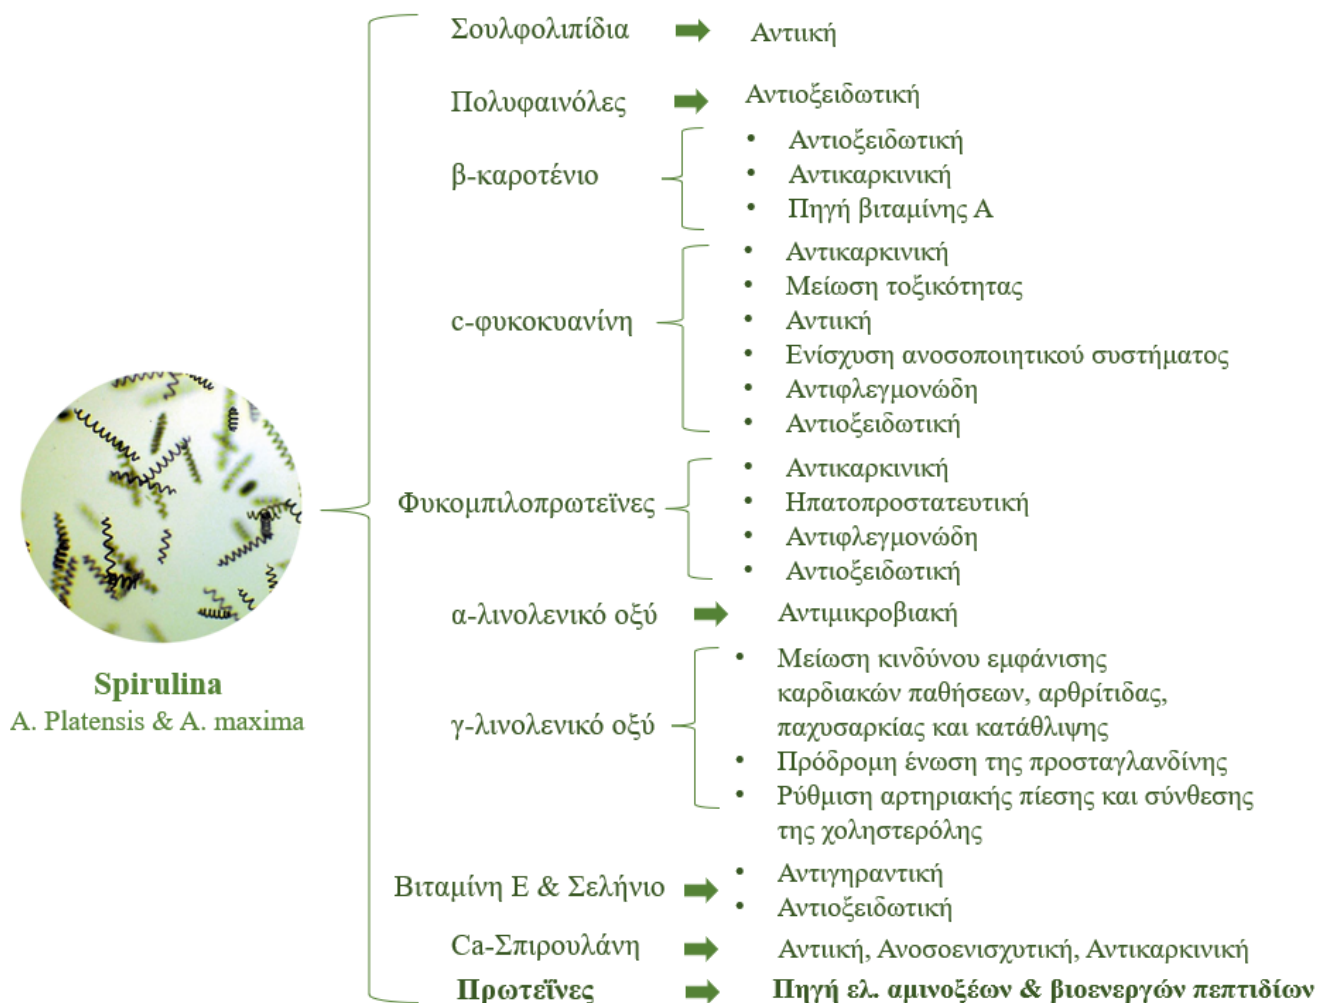 Σουλφολιπίδια
Αντιική
Πολυφαινόλες
Αντιοξειδωτική
β-καροτένιο
• Αντιοξειδωτική
• Αντικαρκινική
• Πηγή βιταμίνης Α
c-φυκοκυανίνη
• Αντικαρκινική
• Μείωση τοξικότητας
• Αντιική
• Ενίσχυση ανοσοποιητικού συστήματος
• Αντιφλεγμονώδη
• Αντιοξειδωτική
Φυκομπιλοπρωτεϊνες
• Αντικαρκινική
• Ηπατοπροστατευτική
• Αντιφλεγμονώδη
• Αντιοξειδωτική
α-λινολενικό οξύ
Αντιμικροβιακή
γ-λινολενικό οξύ
• Μείωση κινδύνου εμφάνισης
καρδιακών παθήσεων, αρθρίτιδας,
παχυσαρκίας και κατάθλιψης
• Πρόδρομη ένωση της προσταγλανδίνης
• Ρύθμιση αρτηριακής πίεσης και σύνθεσης
της χοληστερόλης
Βιταμίνη Ε & Σελήνιο
• Αντιγηραντική
• Αντιοξειδωτική
Ca-Σπιρουλάνη
Αντιική, Ανοσοενισχυτική, Αντικαρκινική
Πρωτεΐνες
Πηγή ελ. αμινοξέων & βιοενεργών πεπτιδίων
Spirulina
A. Platensis & A. maxima